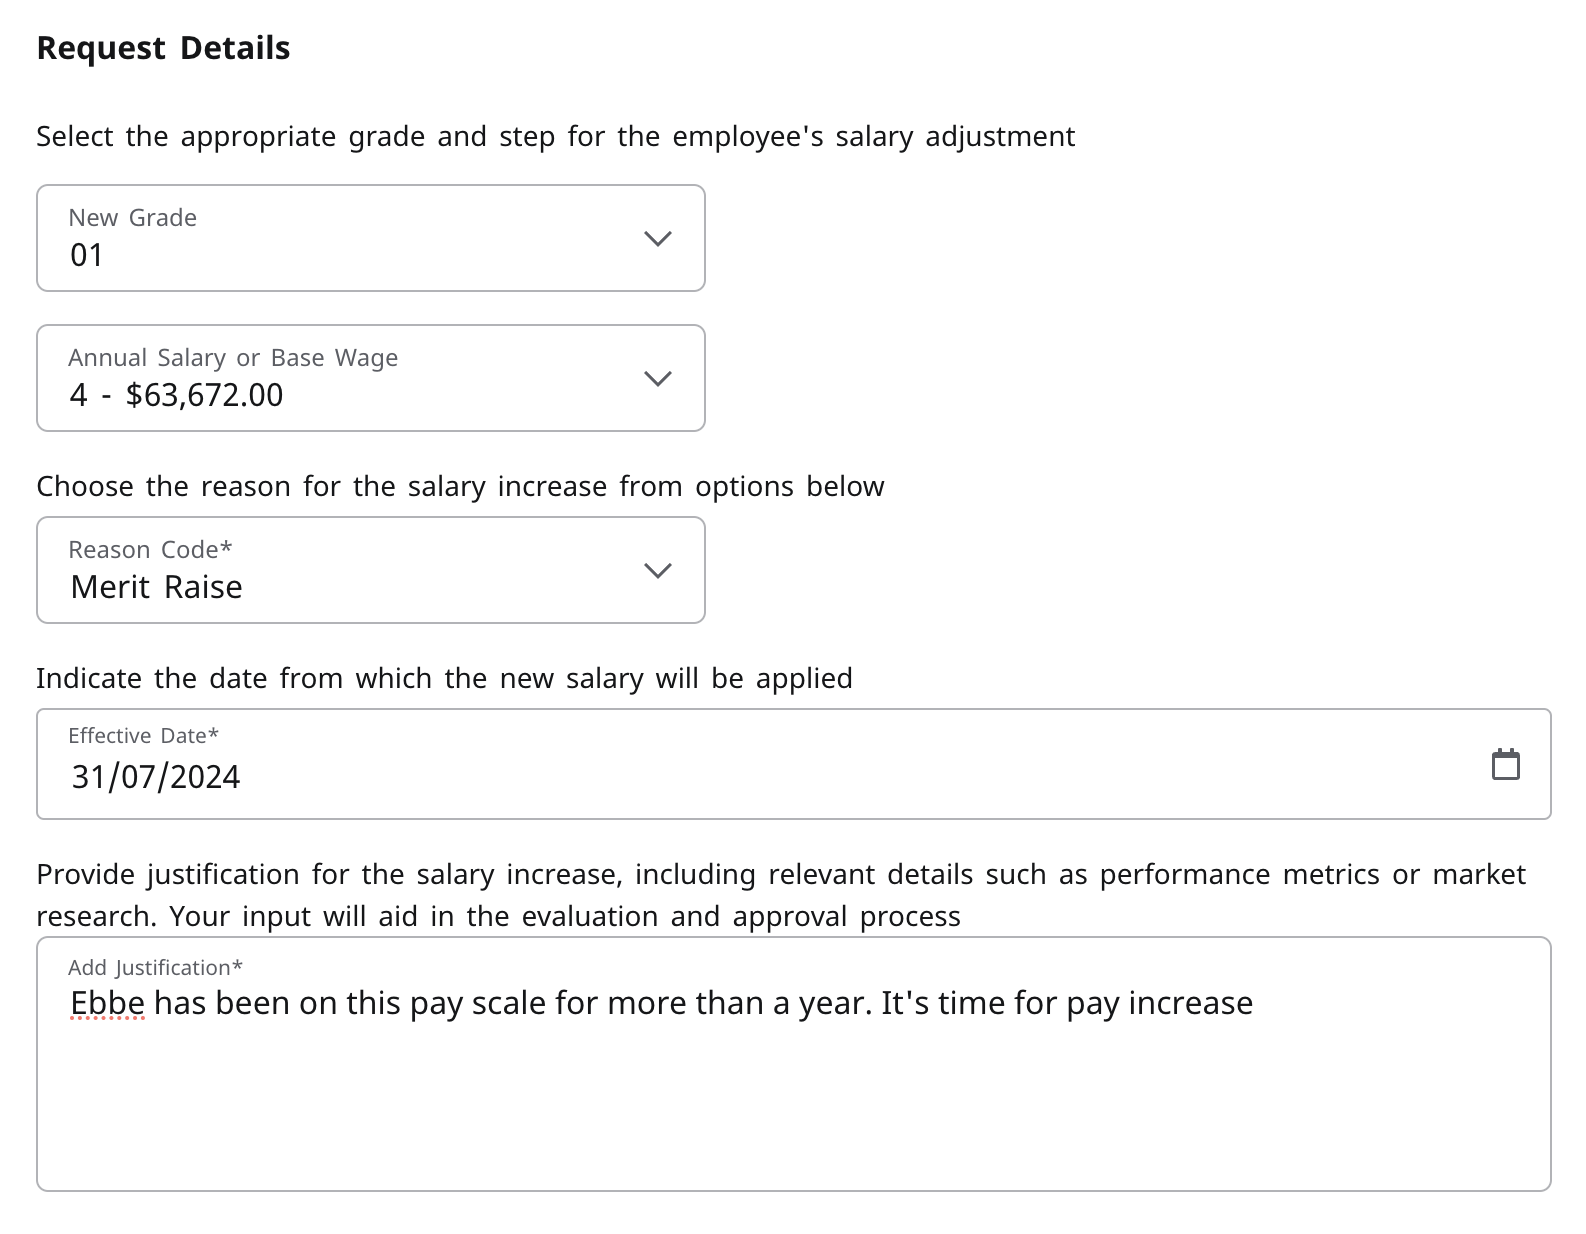 Request Details
Select the appropriate grade and step for the employee's salary adjustment
New Grade
01
Annual Salary or Base Wage
4 - $63,672.00
Choose the reason for the salary increase from options below
Reason Code*
Merit Raise
Indicate the date from which the new salary will be applied
Effective Date*
31/07/2024
Provide justification for the salary increase, including relevant details such as performance metrics or market
research. Your input will aid in the evaluation and approval process
Add Justification*
Ebbe has been on this pay scale for more than a year. It's time for pay increase